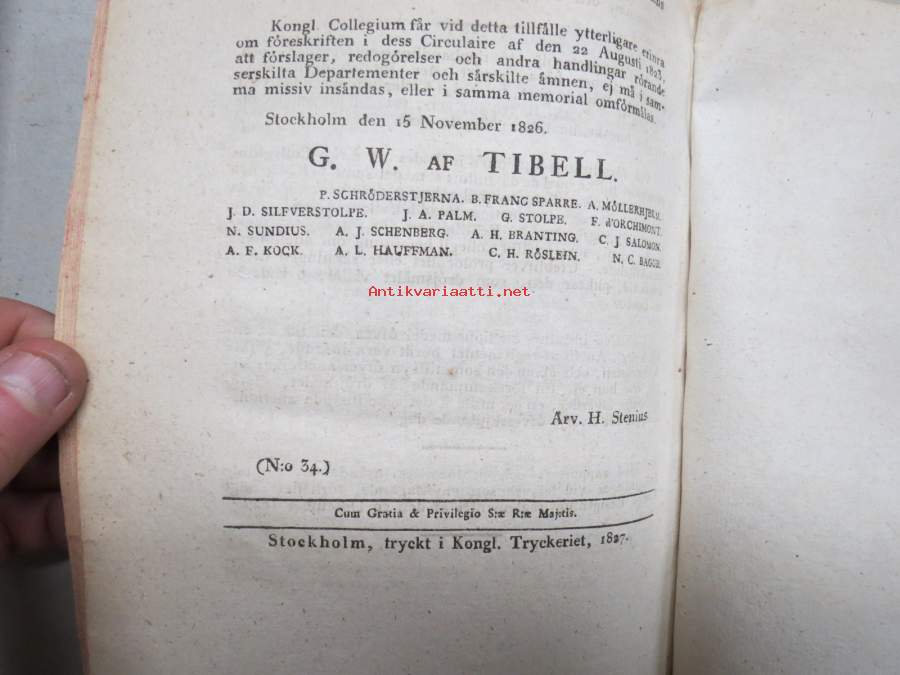 Kongl. Collegium får vid detta tillfälle ytterligare erinra
om föreskriften i dess Circulaire af den 22 Augusti 1823,
att förslager, redogörelser och andra handlingar rörande
serskilta Departementer och särskilte ämnen, ej må i sam-
ma missiv insändas, eller i samma memorial omförmälas.
Stockholm den 15 November 1826.
G. W. AF TIBELL.
P. SCHRÖDERSTJERNA. B. FRANC SPARRE. A. MÖLLERHJELM.
J. D. SILFVERSTOLPE. J. A. PALM. G. STOLPE. F. d'ORCHIMONT.
N. SUNDIUS. A. J. SCHENBERG. A. H. BRANTING. C. J. SALOMON.
A. F. KOCK. A. L. HAUFFMAN. C. H. RÖSLEIN. N. C. BAGGE.
Antikvariaatti.net
Arv. H. Stenius
(N:o 34.)
Cum Gratia & Privilegio S:æ R:æ Maj:tis.
Stockholm, tryckt i Kongl. Tryckeriet, 1827.